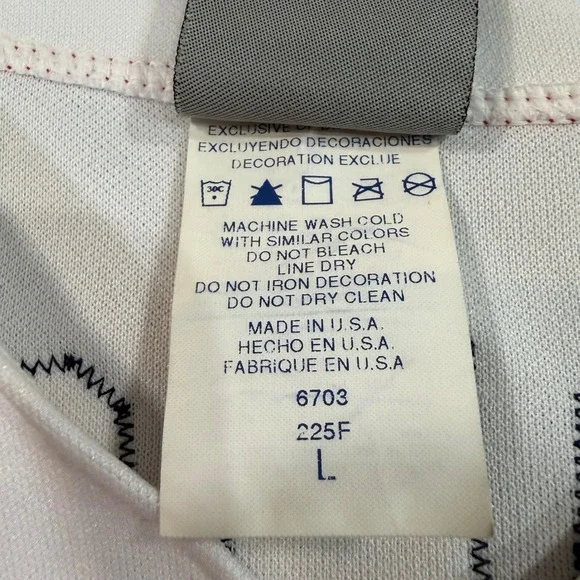 EXCLUSIVE OF
EXCLUYENDO DECORACIONES
DECORATION EXCLUE
30C
MACHINE WASH COLD
WITH SIMILAR COLORS
DO NOT BLEACH
LINE DRY
DO NOT IRON DECORATION
DO NOT DRY CLEAN
MADE IN U.S.A.
HECHO EN U.S.A.
FABRIQUE EN U.S.A
6703
225F
L